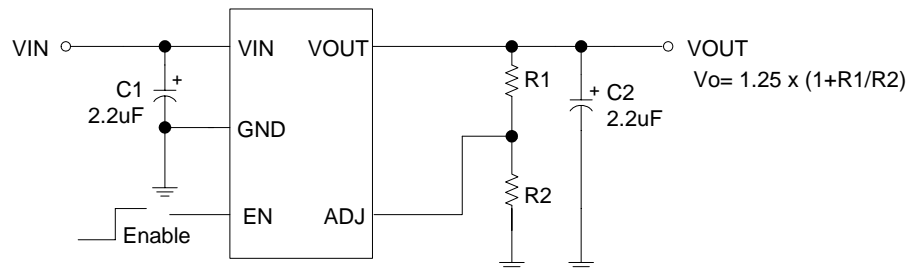 VIN
VIN
VOUT
VOUT
Vo= 1.25 x (1+R1/R2)
C1
+
2.2uF
R1
+ C2
2.2uF
GND
R2
EN
ADJ
Enable